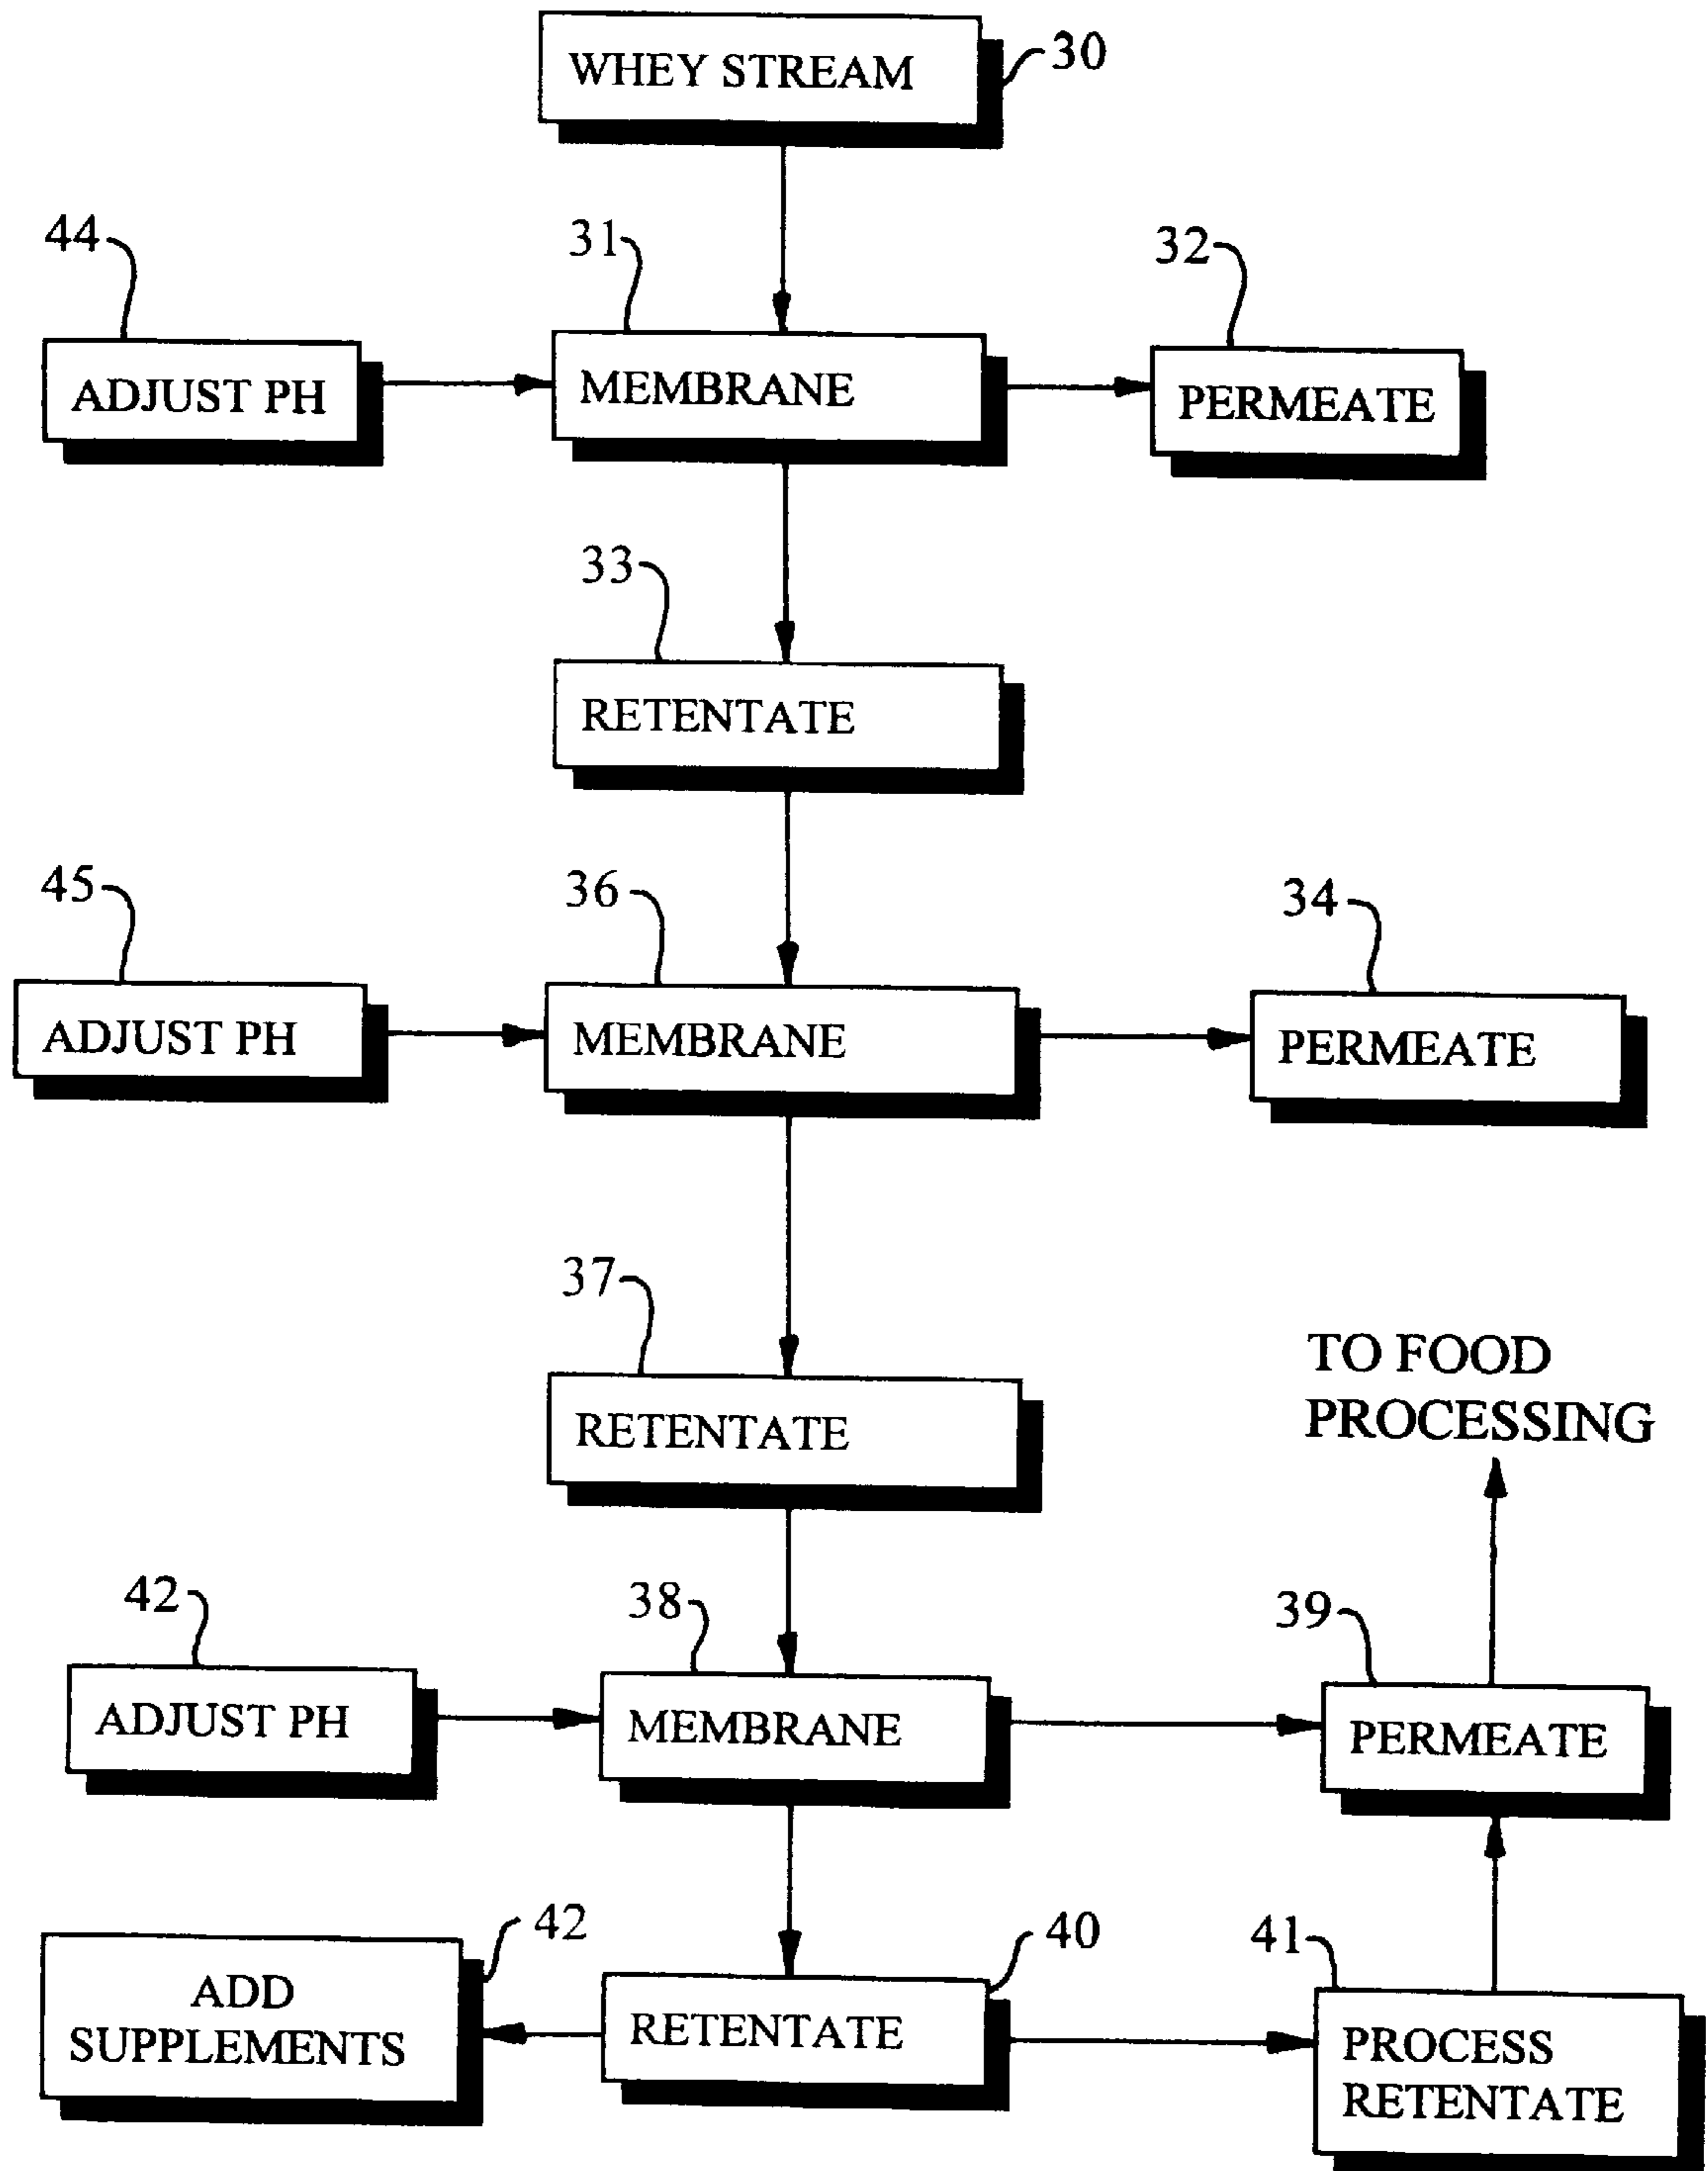 WHEY STREAM
30
44
31
32
ADJUST PH
MEMBRANE
PERMEATE
33
RETENTATE
45
36
34
ADJUST PH
MEMBRANE
PERMEATE
37
RETENTATE
TO FOOD
PROCESSING
42
38
39
ADJUST PH
MEMBRANE
PERMEATE
42
40
41
ADD
SUPPLEMENTS
RETENTATE
PROCESS
RETENTATE